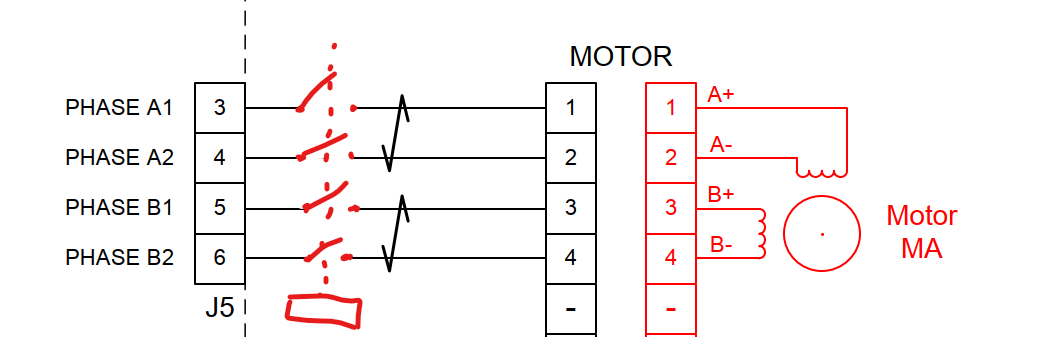 MOTOR
PHASE A1 3 1 1 A+
PHASE A2 4 2 2 A-
PHASE B1 5 3 3 B+
PHASE B2 6 4 4 B-
Motor
MA
J5 - -